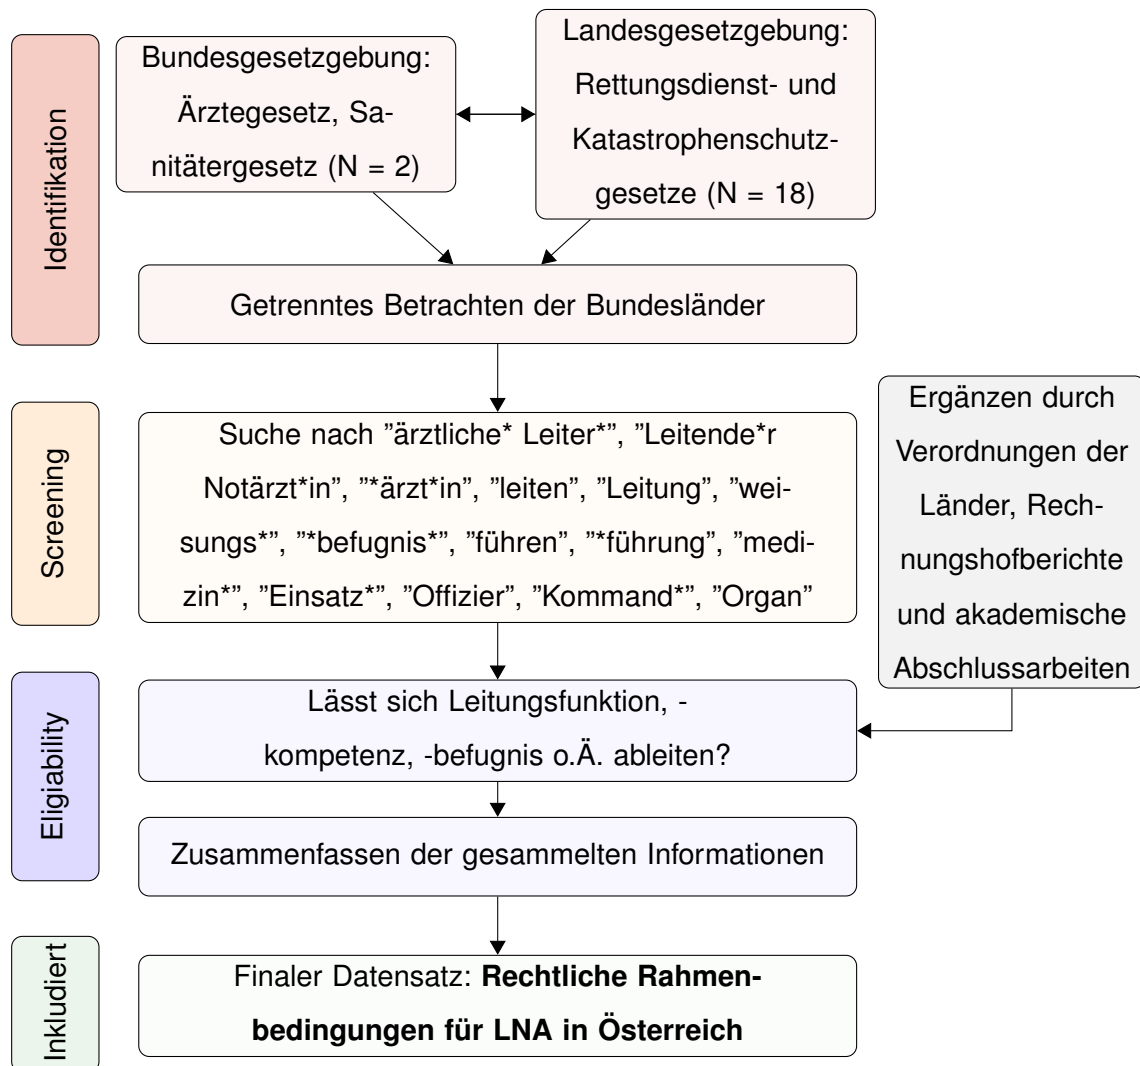 Identifikation
Bundesgesetzgebung:
Ärztegesetz, Sa-
nitätergesetz (N = 2)
Landesgesetzgebung:
Rettungsdienst- und
Katastrophenschutz-
gesetze (N = 18)
Getrenntes Betrachten der Bundesländer
Screening
Suche nach ”ärztliche* Leiter*”, ”Leitende*r
Notärzt*in”, ”*ärzt*in”, ”leiten”, ”Leitung”, ”wei-
sungs*”, ”*befugnis*”, ”führen”, ”*führung”, ”medi-
zin*”, ”Einsatz*”, ”Offizier”, ”Kommand*”, ”Organ”
Ergänzen durch
Verordnungen der
Länder, Rech-
nungshofberichte
und akademische
Abschlussarbeiten
Eligiability
Lässt sich Leitungsfunktion, -
kompetenz, -befugnis o.Ä. ableiten?
Zusammenfassen der gesammelten Informationen
Inkludiert
Finaler Datensatz: Rechtliche Rahmen-
bedingungen für LNA in Österreich